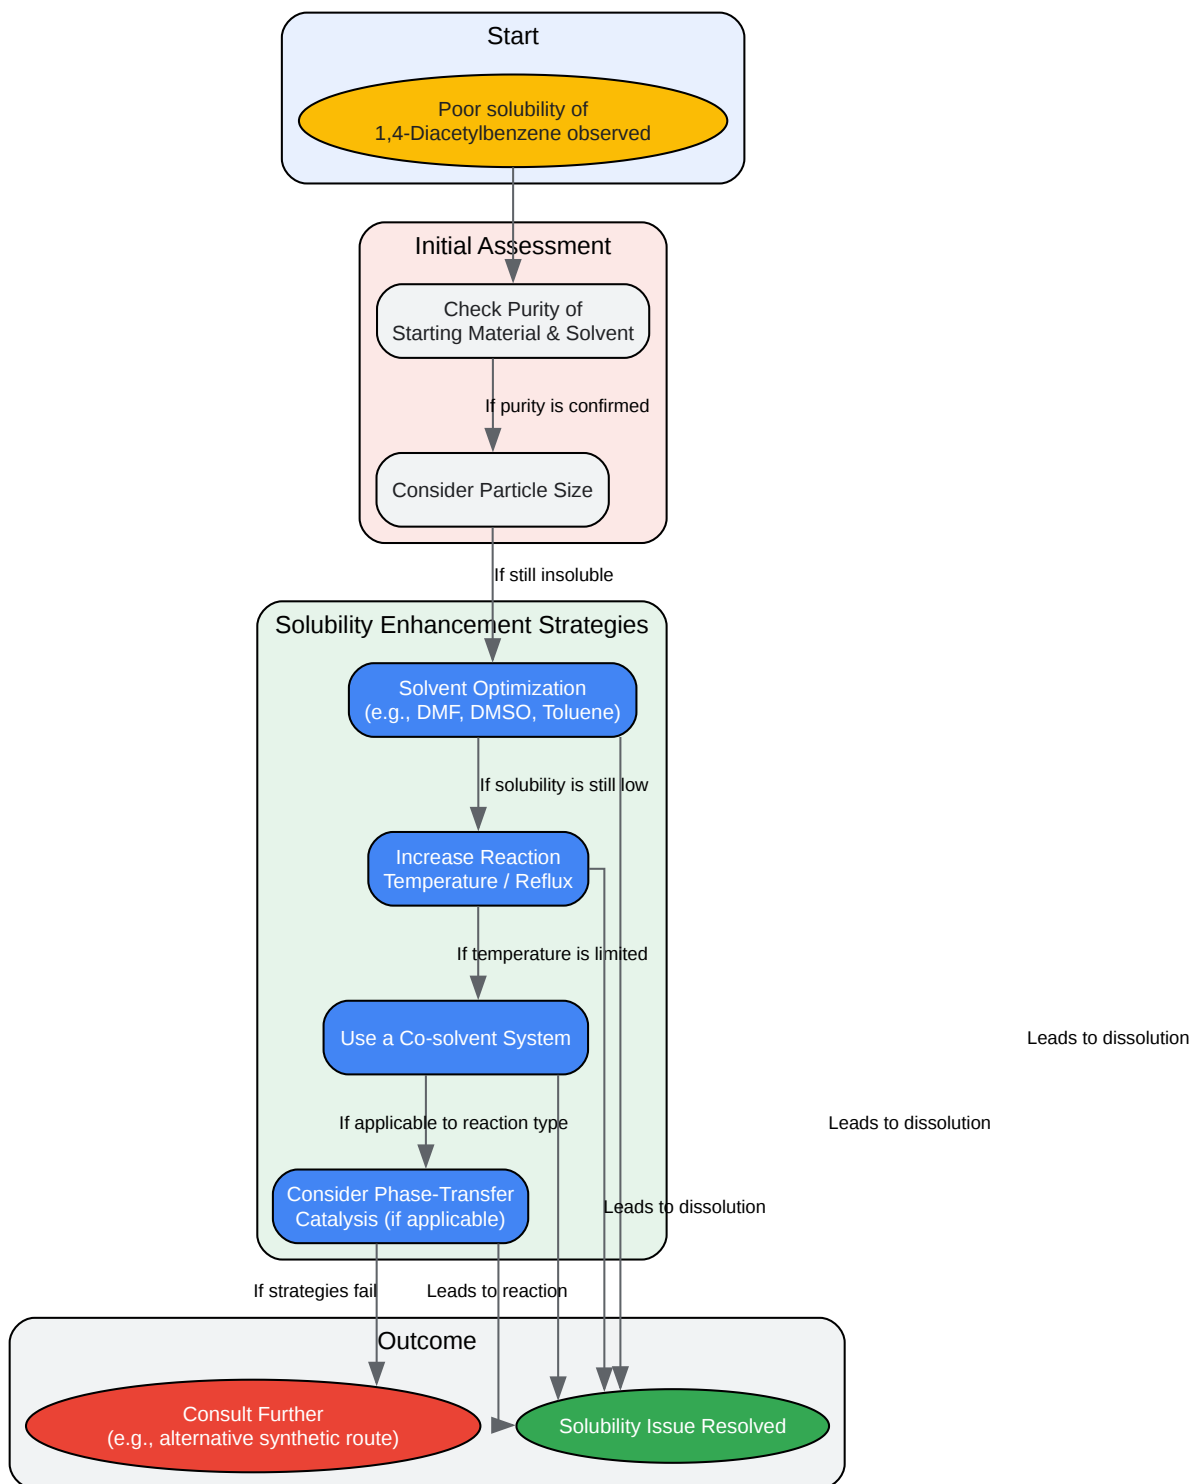 Start
Poor solubility of
1,4-Diacetylbenzene observed
Initial Assessment
Check Purity of
Starting Material & Solvent
If purity is confirmed
Consider Particle Size
If still insoluble
Solubility Enhancement Strategies
Solvent Optimization
(e.g., DMF, DMSO, Toluene)
If solubility is still low
Increase Reaction
Temperature / Reflux
If temperature is limited
Use a Co-solvent System
Leads to dissolution
If applicable to reaction type
Leads to dissolution
Consider Phase-Transfer
Catalysis (if applicable)
Leads to dissolution
If strategies fail
Leads to reaction
Outcome
Consult Further
(e.g., alternative synthetic route)
Solubility Issue Resolved